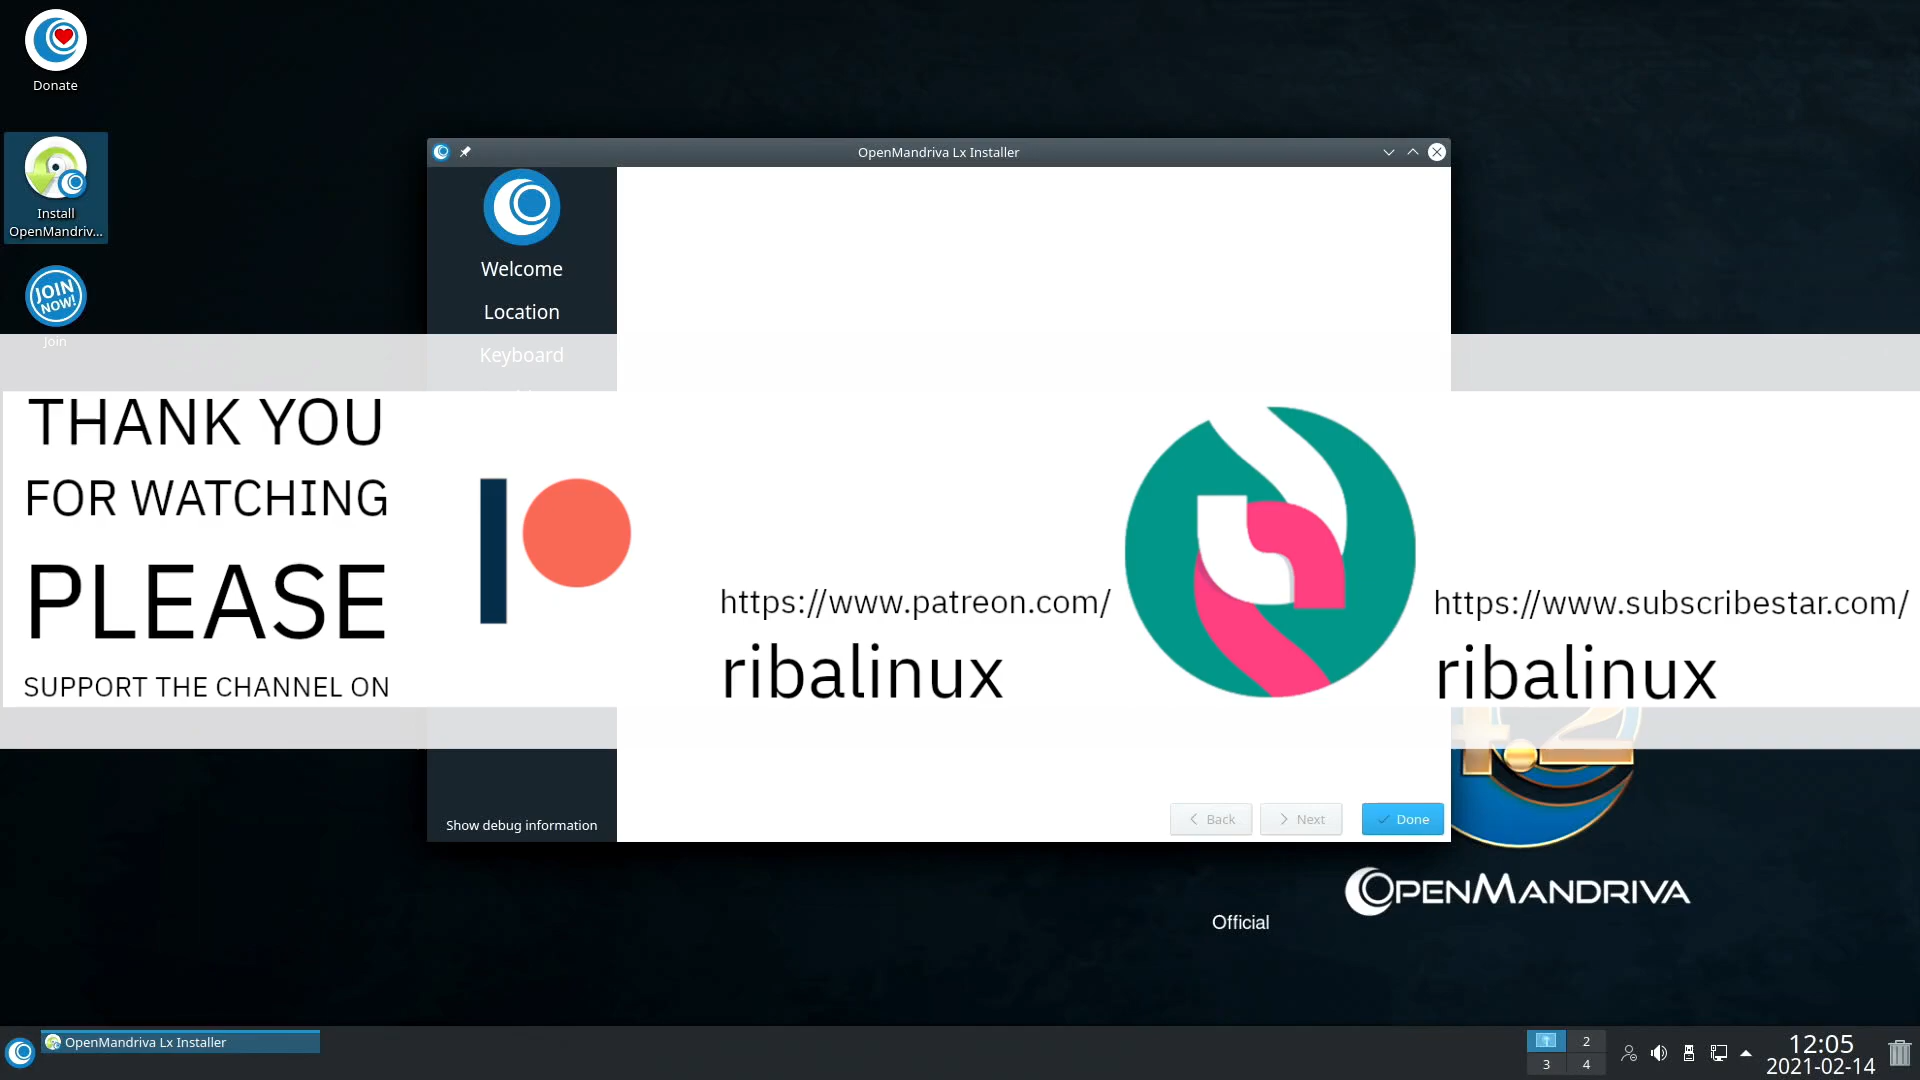 Donate
Install
OpenMandriv...
JOIN
NOW!
Join
OpenMandriva Lx Installer
Welcome
Location
Keyboard
THANK YOU
FOR WATCHING
PLEASE
SUPPORT THE CHANNEL ON
https://www.patreon.com/
ribalinux
https://www.subscribestar.com/
ribalinux
Show debug information
Back
Next
Done
4.2
OPENMANDRIVA
Official
OpenMandriva Lx Installer
1
2
3
4
12:05
2021-02-14